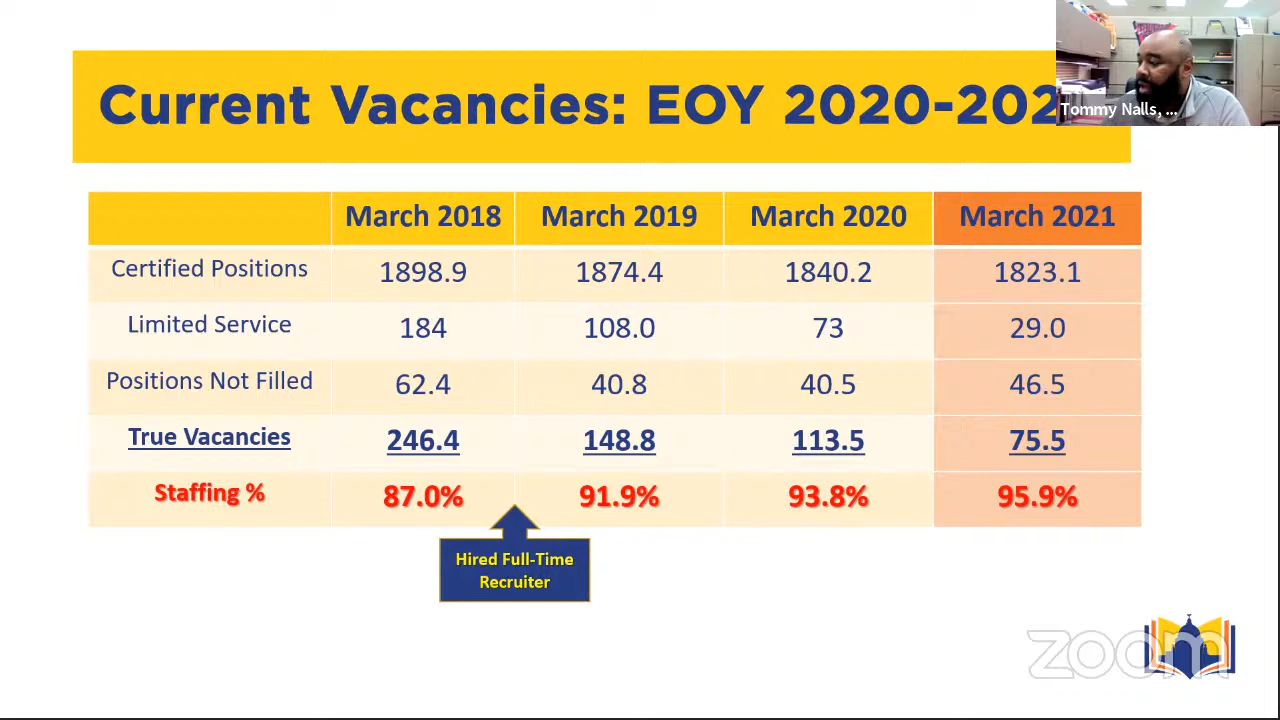 Current Vacancies: EOY 2020-202
Tommy Nalls, ...
March 2018 March 2019 March 2020 March 2021
Certified Positions 1898.9 1874.4 1840.2 1823.1
Limited Service 184 108.0 73 29.0
Positions Not Filled 62.4 40.8 40.5 46.5
True Vacancies 246.4 148.8 113.5 75.5
Staffing % 87.0% 91.9% 93.8% 95.9%
Hired Full-Time
Recruiter
zoom